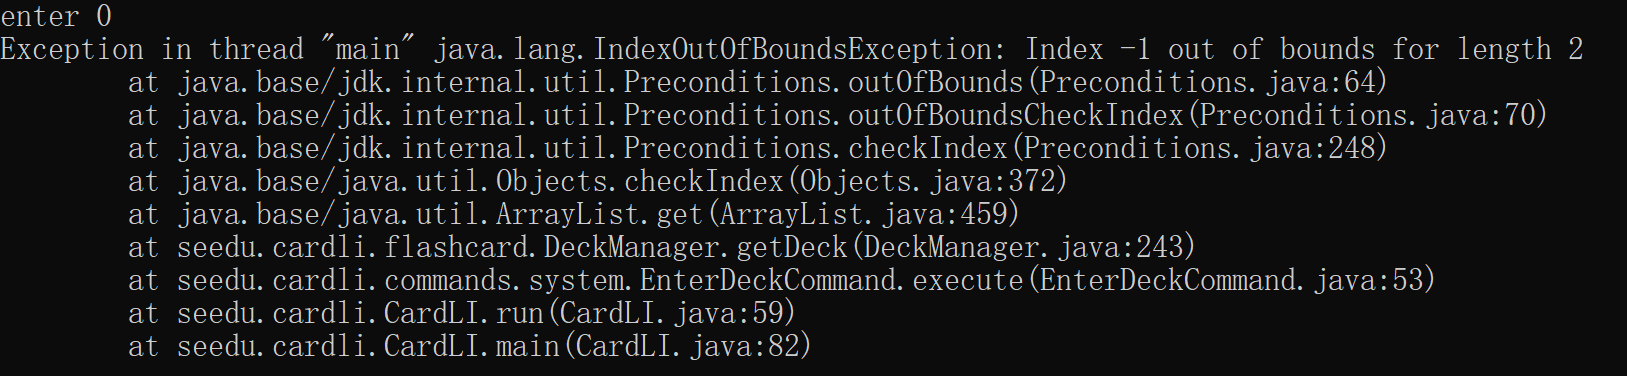 enter 0
Exception in thread "main" java.lang.IndexOutOfBoundsException: Index -1 out of bounds for length 2
        at java.base/jdk.internal.util.Preconditions.outOfBounds(Preconditions.java:64)
        at java.base/jdk.internal.util.Preconditions.outOfBoundsCheckIndex(Preconditions.java:70)
        at java.base/jdk.internal.util.Preconditions.checkIndex(Preconditions.java:248)
        at java.base/java.util.Objects.checkIndex(Objects.java:372)
        at java.base/java.util.ArrayList.get(ArrayList.java:459)
        at seedu.cardli.flashcard.DeckManager.getDeck(DeckManager.java:243)
        at seedu.cardli.commands.system.EnterDeckCommand.execute(EnterDeckCommand.java:53)
        at seedu.cardli.CardLI.run(CardLI.java:59)
        at seedu.cardli.CardLI.main(CardLI.java:82)